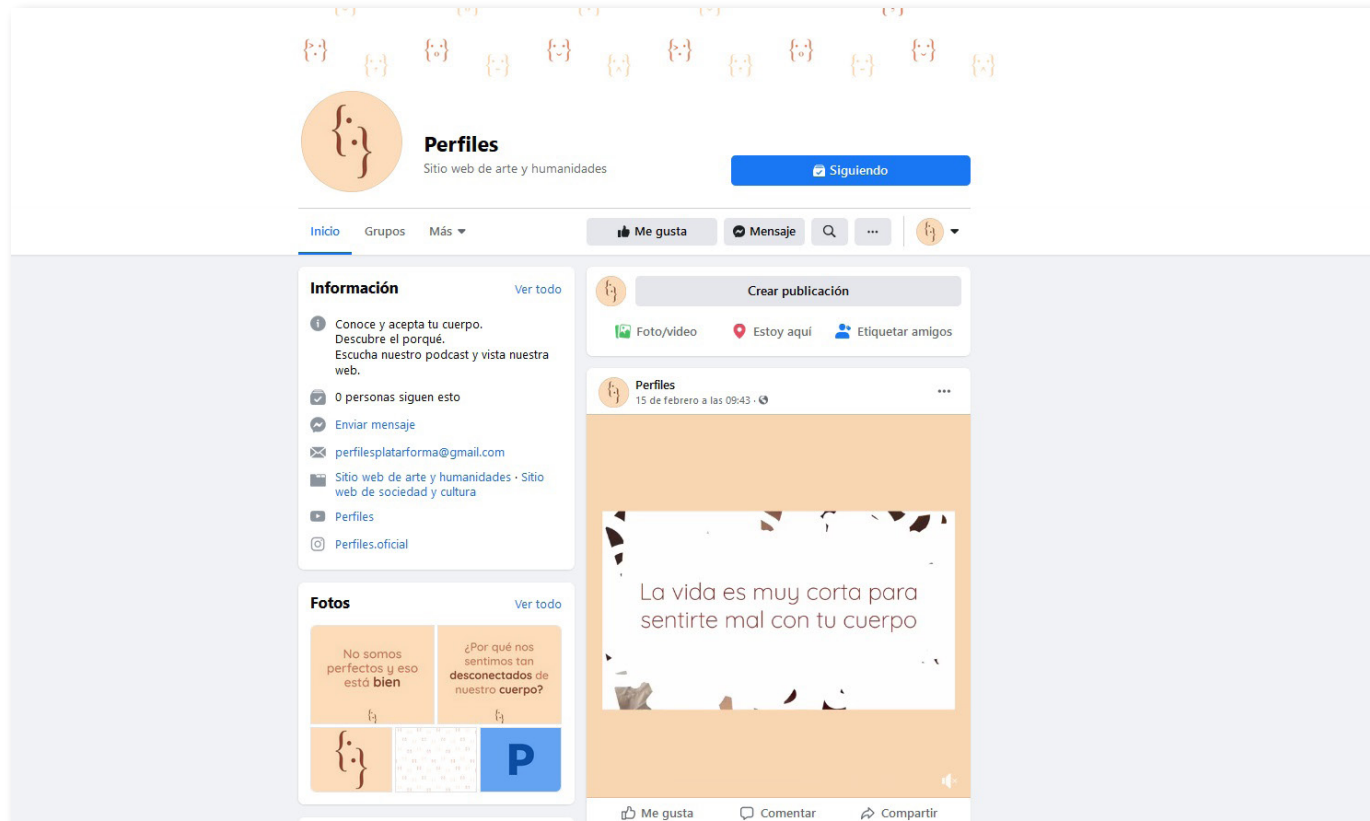 Perfiles
Sitio web de arte y humanidades
Siguiendo
Inicio
Grupos
Más
Me gusta
Mensaje
Información
Ver todo
Conoce y acepta tu cuerpo.
Descubre el porqué.
Escucha nuestro podcast y vista nuestra
web.
0 personas siguen esto
Enviar mensaje
perfilesplatarforma@gmail.com
Sitio web de arte y humanidades · Sitio
web de sociedad y cultura
Perfiles
Perfiles.oficial
Fotos
Ver todo
No somos
perfectos y eso
está bien
¿Por qué nos
sentimos tan
desconectados de
nuestro cuerpo?
P
Crear publicación
Foto/video
Estoy aquí
Etiquetar amigos
Perfiles
15 de febrero a las 09:43 ·
La vida es muy corta para
sentirte mal con tu cuerpo
Me gusta
Comentar
Compartir